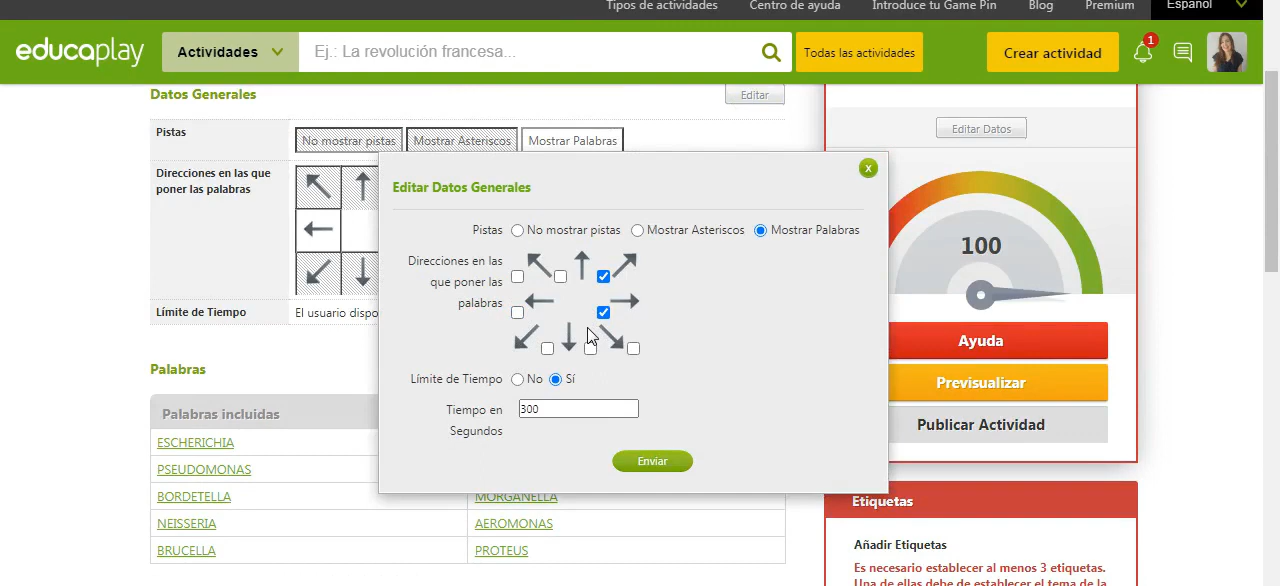 Tipos de actividades Centro de ayuda Introduce tu Game Pin Blog Premium Español
educaplay Actividades Ej.: La revolución francesa... Todas las actividades Crear actividad 1
Datos Generales Editar
Pistas No mostrar pistas Mostrar Asteriscos Mostrar Palabras
Direcciones en las que
poner las palabras
Límite de Tiempo El usuario dispo
Palabras
Palabras incluidas
ESCHERICHIA
PSEUDOMONAS
BORDETELLA MORGANELLA
NEISSERIA AEROMONAS
BRUCELLA PROTEUS
x
Editar Datos Generales
Pistas No mostrar pistas Mostrar Asteriscos Mostrar Palabras
Direcciones en las
que poner las
palabras
Límite de Tiempo No Sí
Tiempo en
Segundos
300
Enviar
Editar Datos
100
Ayuda
Previsualizar
Publicar Actividad
Etiquetas
Añadir Etiquetas
Es necesario establecer al menos 3 etiquetas.
Una de ellas debe de establecer el tema de la